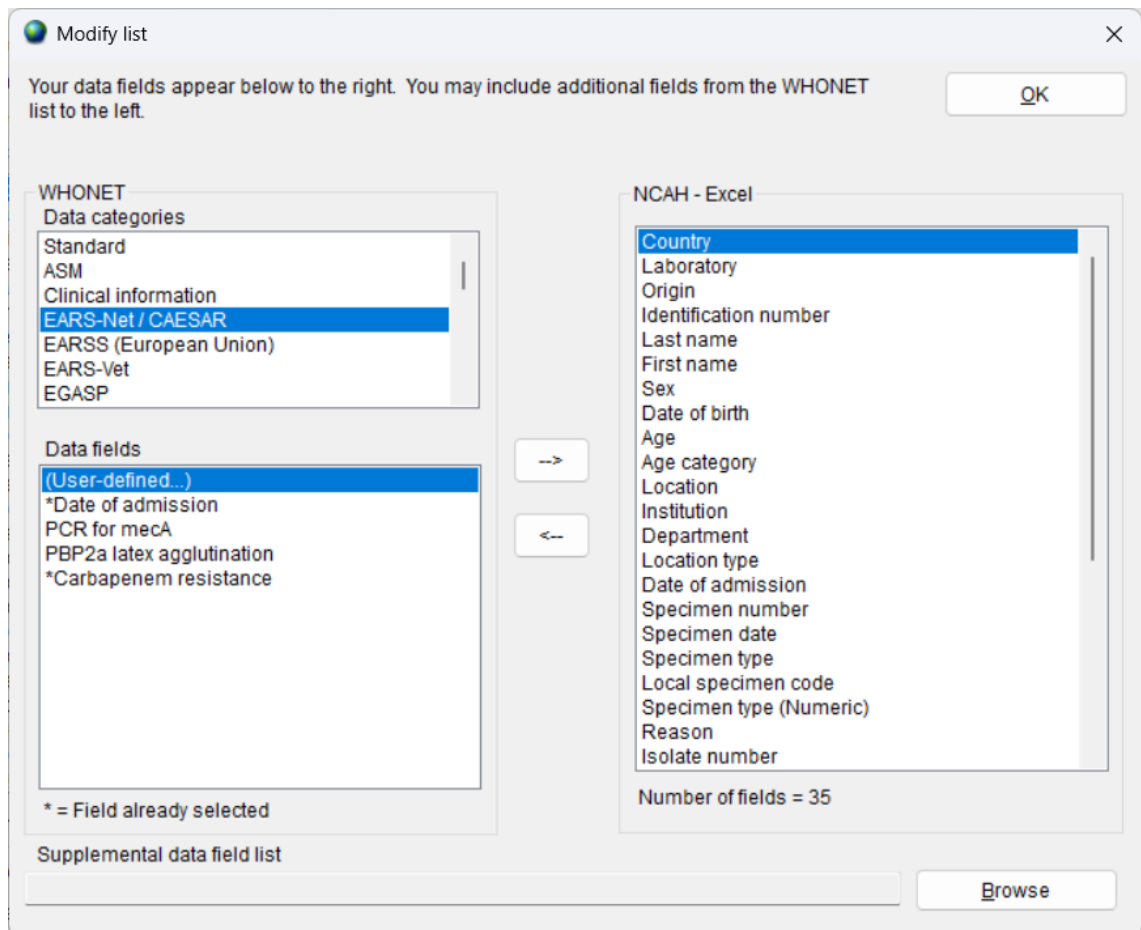 Modify list
Your data fields appear below to the right. You may include additional fields from the WHONET
list to the left.
OK
WHONET
Data categories
Standard
ASM
Clinical information
EARS-Net / CAESAR
EARSS (European Union)
EARS-Vet
EGASP
Data fields
(User-defined...)
*Date of admission
PCR for mecA
PBP2a latex agglutination
*Carbapenem resistance
* = Field already selected
-->
<--
NCAH - Excel
Country
Laboratory
Origin
Identification number
Last name
First name
Sex
Date of birth
Age
Age category
Location
Institution
Department
Location type
Date of admission
Specimen number
Specimen date
Specimen type
Local specimen code
Specimen type (Numeric)
Reason
Isolate number
Number of fields = 35
Supplemental data field list
Browse